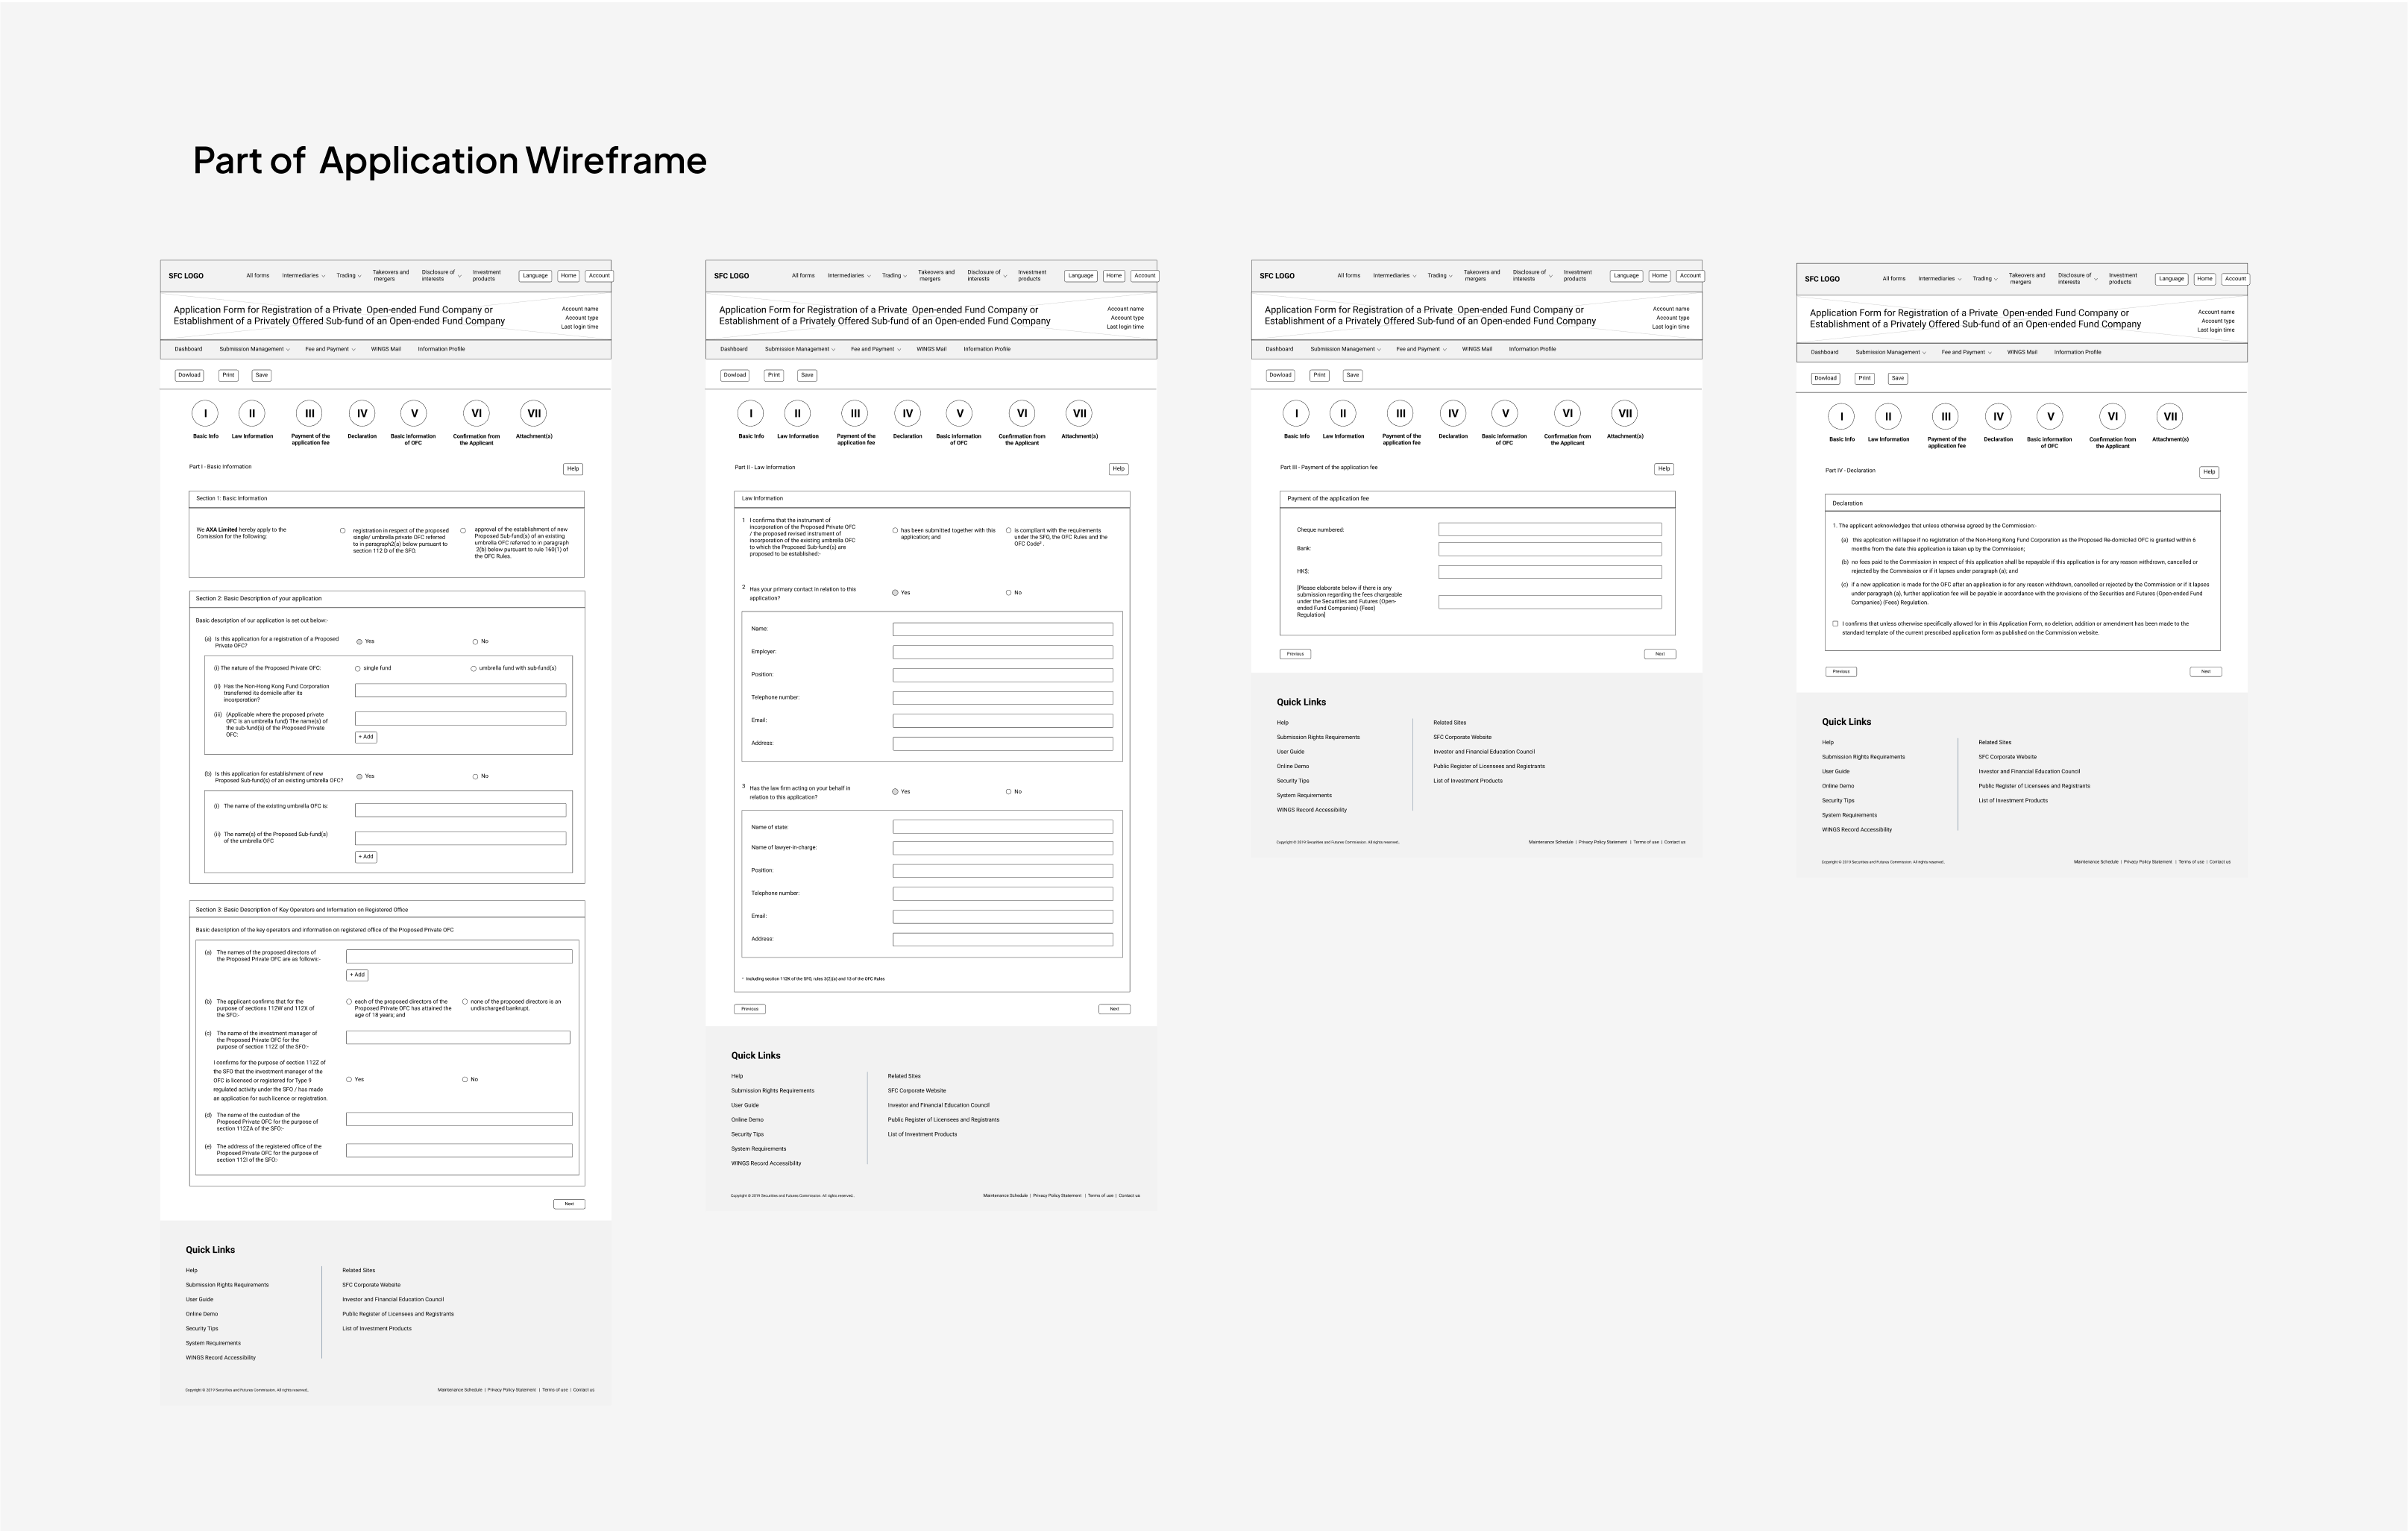 Part of  Application Wireframe
SFC LOGO
All forms
Intermediaries
Trading
Takeovers and
mergers
Disclosure of
interests
Investment
products
Language
Home
Account
Application Form for Registration of a Private  Open-ended Fund Company or
Establishment of a Privately Offered Sub-fund of an Open-ended Fund Company
Account name
Account type
Last login time
Dashboard
Submission Management
Fee and Payment
WINGS Mail
Information Profile
Dowload
Print
Save
I
II
III
IV
V
VI
VII
Basic Info
Law Information
Payment of the
application fee
Declaration
Basic information
of OFC
Confirmation from
the Applicant
Attachment(s)
Part I - Basic Information
Help
Section 1: Basic Information
We AXA Limited hereby apply to the
Comission for the following:
registration in respect of the proposed
single/ umbrella private OFC referred
to in paragraph2(a) below pursuant to
section 112 D of the SFO.
approval of the establishment of new
Proposed Sub-fund(s) of an existing
umbrella OFC referred to in paragraph
2(b) below pursuant to rule 160(1) of
the OFC Rules.
Section 2: Basic Description of your application
Basic description of our application is set out below:-
(a) Is this application for a registration of a Proposed
Private OFC?
Yes
No
(i) The nature of the Proposed Private OFC:
single fund
umbrella fund with sub-fund(s)
(ii) Has the Non-Hong Kong Fund Corporation
transferred its domicile after its
incorporation?
(iii) (Applicable where the proposed private
OFC is an umbrella fund) The name(s) of
the sub-fund(s) of the Proposed Private
OFC:
+ Add
(b) Is this application for establishment of new
Proposed Sub-fund(s) of an existing umbrella OFC?
Yes
No
(i) The name of the existing umbrella OFC is:
(ii) The name(s) of the Proposed Sub-fund(s)
of the umbrella OFC
+ Add
Section 3: Basic Description of Key Operators and Information on Registered Office
Basic description of the key operators and information on registered office of the Proposed Private OFC
(a) The names of the proposed directors of
the Proposed Private OFC are as follows:-
+ Add
(b) The applicant confirms that for the
purpose of sections 112W and 112X of
the SFO:-
each of the proposed directors of the
Proposed Private OFC has attained the
age of 18 years; and
none of the proposed directors is an
undischarged bankrupt.
(c) The name of the investment manager of
the Proposed Private OFC for the
purpose of section 112Z of the SFO:-
I confirms for the purpose of section 112Z of
the SFO that the investment manager of the
OFC is licensed or registered for Type 9
regulated activity under the SFO / has made
an application for such licence or registration.
Yes
No
(d) The name of the custodian of the
Proposed Private OFC for the purpose of
section 112ZA of the SFO:-
(e) The address of the registered office of the
Proposed Private OFC for the purpose of
section 112I of the SFO:-
Next
Quick Links
Help
Submission Rights Requirements
User Guide
Online Demo
Security Tips
System Requirements
WINGS Record Accessibility
Related Sites
SFC Corporate Website
Investor and Financial Education Council
Public Register of Licensees and Registrants
List of Investment Products
Copyright © 2019 Securities and Futures Commission. All rights reserved.
Maintenance Schedule | Privacy Policy Statement | Terms of use | Contact us
SFC LOGO
All forms
Intermediaries
Trading
Takeovers and
mergers
Disclosure of
interests
Investment
products
Language
Home
Account
Application Form for Registration of a Private  Open-ended Fund Company or
Establishment of a Privately Offered Sub-fund of an Open-ended Fund Company
Account name
Account type
Last login time
Dashboard
Submission Management
Fee and Payment
WINGS Mail
Information Profile
Dowload
Print
Save
I
II
III
IV
V
VI
VII
Basic Info
Law Information
Payment of the
application fee
Declaration
Basic information
of OFC
Confirmation from
the Applicant
Attachment(s)
Part II - Law Information
Help
Law Information
1 I confirms that the instrument of
incorporation of the Proposed Private OFC
/ the proposed revised instrument of
incorporation of the existing umbrella OFC
to which the Proposed Sub-fund(s) are
proposed to be established:-
has been submitted together with this
application; and
is compliant with the requirements
under the SFO, the OFC Rules and the
OFC Code² .
2 Has your primary contact in relation to this
application?
Yes
No
Name:
Employer:
Position:
Telephone number:
Email:
Address:
3 Has the law firm acting on your behalf in
relation to this application?
Yes
No
Name of state:
Name of lawyer-in-charge:
Position:
Telephone number:
Email:
Address:
Including section 112K of the SFO, rules 3(2)(a) and 13 of the OFC Rules
Previous
Next
Quick Links
Help
Submission Rights Requirements
User Guide
Online Demo
Security Tips
System Requirements
WINGS Record Accessibility
Related Sites
SFC Corporate Website
Investor and Financial Education Council
Public Register of Licensees and Registrants
List of Investment Products
Copyright © 2019 Securities and Futures Commission. All rights reserved.
Maintenance Schedule | Privacy Policy Statement | Terms of use | Contact us
SFC LOGO
All forms
Intermediaries
Trading
Takeovers and
mergers
Disclosure of
interests
Investment
products
Language
Home
Account
Application Form for Registration of a Private  Open-ended Fund Company or
Establishment of a Privately Offered Sub-fund of an Open-ended Fund Company
Account name
Account type
Last login time
Dashboard
Submission Management
Fee and Payment
WINGS Mail
Information Profile
Dowload
Print
Save
I
II
III
IV
V
VI
VII
Basic Info
Law Information
Payment of the
application fee
Declaration
Basic information
of OFC
Confirmation from
the Applicant
Attachment(s)
Part III - Payment of the application fee
Help
Payment of the application fee
Cheque numbered:
Bank:
HK$:
[Please elaborate below if there is any
submission regarding the fees chargeable
under the Securities and Futures (Open-
ended Fund Companies) (Fees)
Regulation]
Previous
Next
Quick Links
Help
Submission Rights Requirements
User Guide
Online Demo
Security Tips
System Requirements
WINGS Record Accessibility
Related Sites
SFC Corporate Website
Investor and Financial Education Council
Public Register of Licensees and Registrants
List of Investment Products
Copyright © 2019 Securities and Futures Commission. All rights reserved.
Maintenance Schedule | Privacy Policy Statement | Terms of use | Contact us
SFC LOGO
All forms
Intermediaries
Trading
Takeovers and
mergers
Disclosure of
interests
Investment
products
Language
Home
Account
Application Form for Registration of a Private  Open-ended Fund Company or
Establishment of a Privately Offered Sub-fund of an Open-ended Fund Company
Account name
Account type
Last login time
Dashboard
Submission Management
Fee and Payment
WINGS Mail
Information Profile
Dowload
Print
Save
I
II
III
IV
V
VI
VII
Basic Info
Law Information
Payment of the
application fee
Declaration
Basic information
of OFC
Confirmation from
the Applicant
Attachment(s)
Part IV - Declaration
Help
Declaration
1. The applicant acknowledges that unless otherwise agreed by the Commission:-
(a) this application will lapse if no registration of the Non-Hong Kong Fund Corporation as the Proposed Re-domiciled OFC is granted within 6
months from the date this application is taken up by the Commission;
(b) no fees paid to the Commission in respect of this application shall be repayable if this application is for any reason withdrawn, cancelled or
rejected by the Commission or if it lapses under paragraph (a); and
(c) if a new application is made for the OFC after an application is for any reason withdrawn, cancelled or rejected by the Commission or if it lapses
under paragraph (a), further application fee will be payable in accordance with the provisions of the Securities and Futures (Open-ended Fund
Companies) (Fees) Regulation.
I confirms that unless otherwise specifically allowed for in this Application Form, no deletion, addition or amendment has been made to the
standard template of the current prescribed application form as published on the Commission website.
Previous
Next
Quick Links
Help
Submission Rights Requirements
User Guide
Online Demo
Security Tips
System Requirements
WINGS Record Accessibility
Related Sites
SFC Corporate Website
Investor and Financial Education Council
Public Register of Licensees and Registrants
List of Investment Products
Copyright © 2019 Securities and Futures Commission. All rights reserved.
Maintenance Schedule | Privacy Policy Statement | Terms of use | Contact us